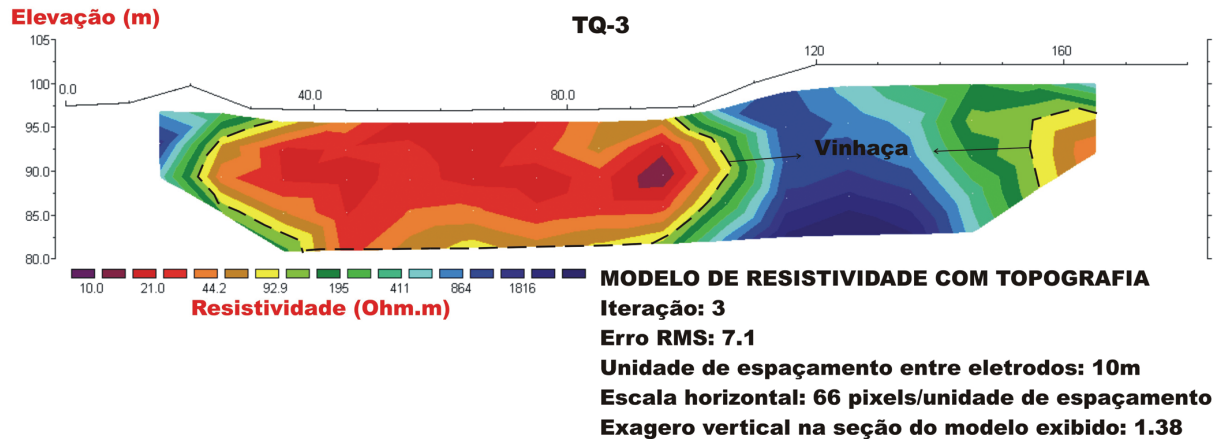 Elevação (m)
TQ-3
105
100
95.0
90.0
85.0
80.0
0.0
40.0
80.0
120
160
Vinhaça
10.0 21.0 44.2 92.9 195 411 864 1816
Resistividade (Ohm.m)
MODELO DE RESISTIVIDADE COM TOPOGRAFIA
Iteração: 3
Erro RMS: 7.1
Unidade de espaçamento entre eletrodos: 10m
Escala horizontal: 66 pixels/unidade de espaçamento
Exagero vertical na seção do modelo exibido: 1.38